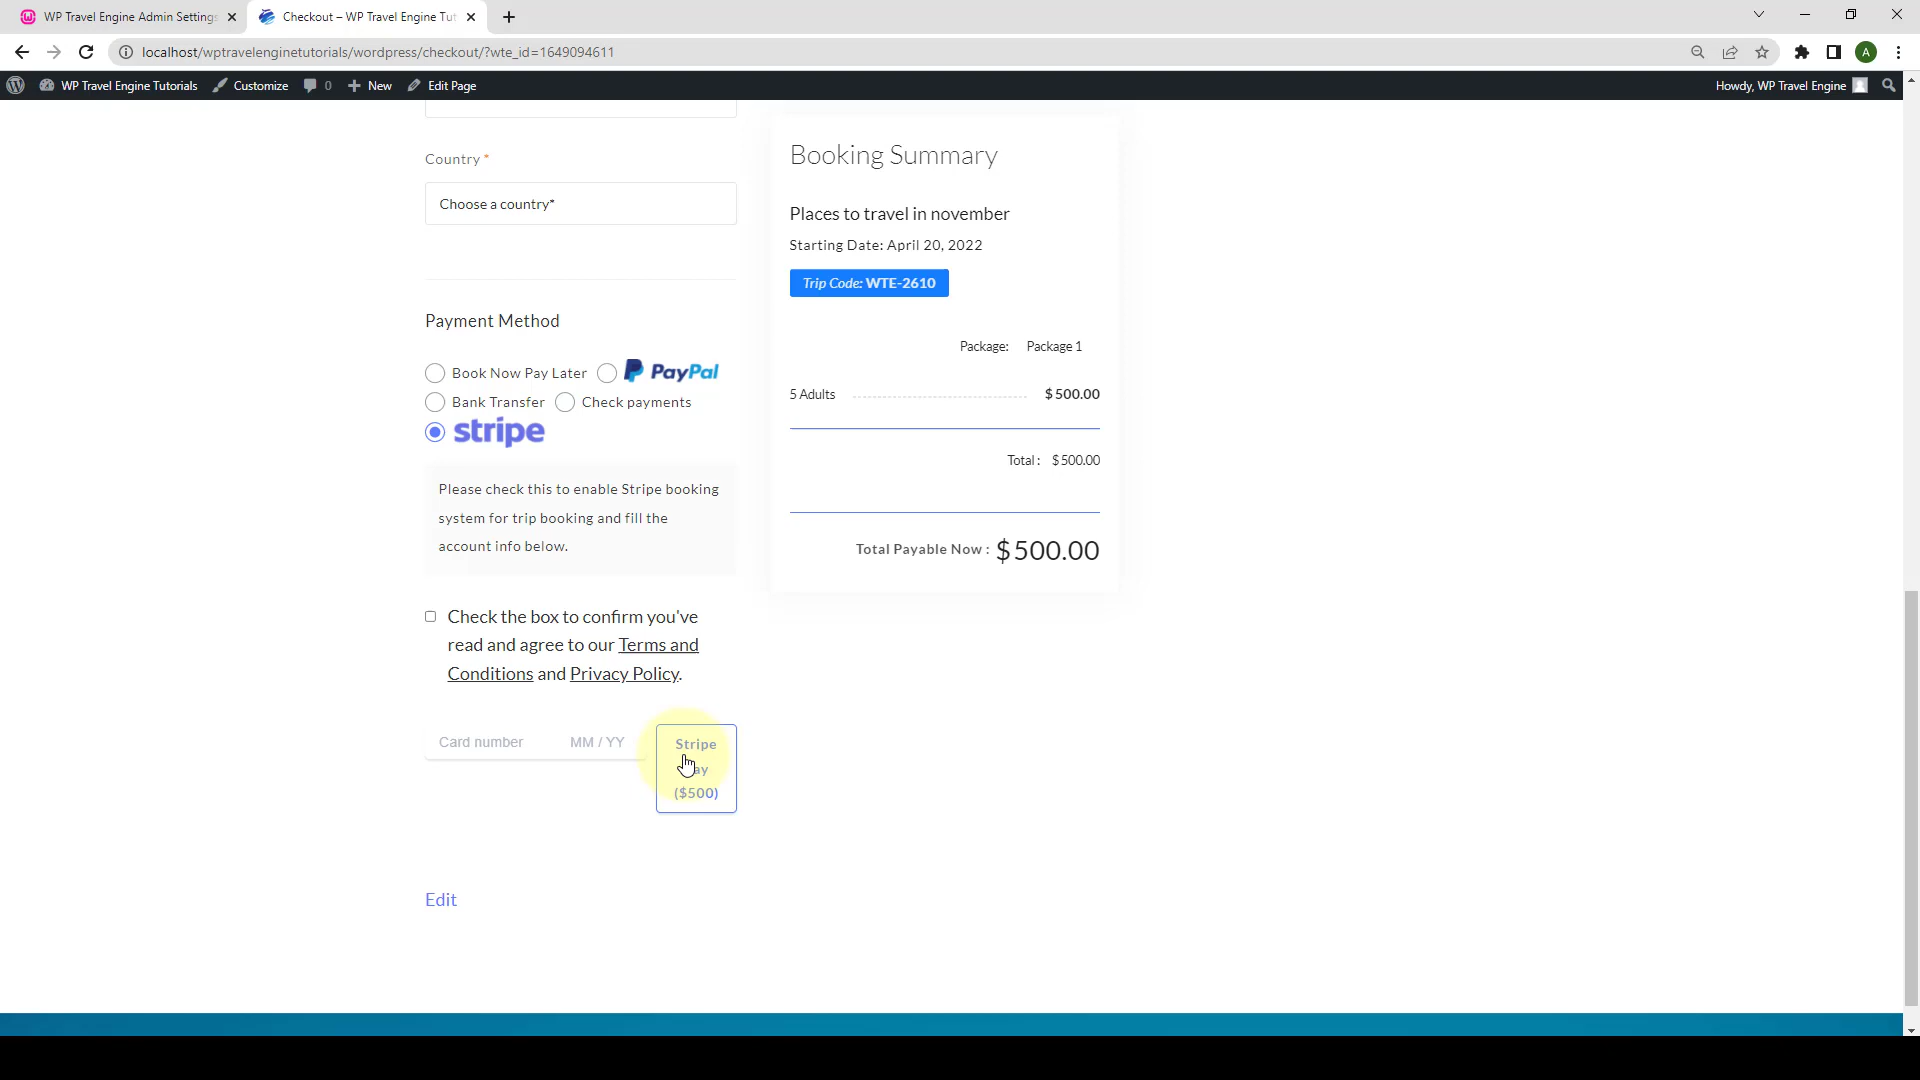 WP Travel Engine Admin Settings
Checkout – WP Travel Engine Tut
localhost/wptravelenginetutorials/wordpress/checkout/?wte_id=1649094611
A
WP Travel Engine Tutorials
Customize
0
New
Edit Page
Howdy, WP Travel Engine
Country *
Choose a country*
Payment Method
Book Now Pay Later
PayPal
Bank Transfer
Check payments
stripe
Please check this to enable Stripe booking
system for trip booking and fill the
account info below.
Check the box to confirm you've
read and agree to our Terms and
Conditions and Privacy Policy.
Card number
MM / YY
Stripe
ay
($500)
Edit
Booking Summary
Places to travel in november
Starting Date: April 20, 2022
Trip Code: WTE-2610
Package: Package 1
5 Adults $500.00
Total : $500.00
Total Payable Now : $500.00